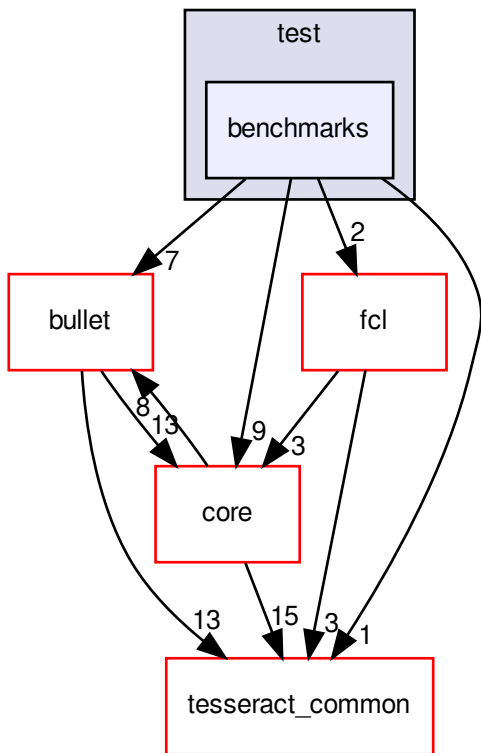 test
benchmarks
2
7
bullet
fcl
8
13
9
3
core
13
15
3
1
tesseract_common